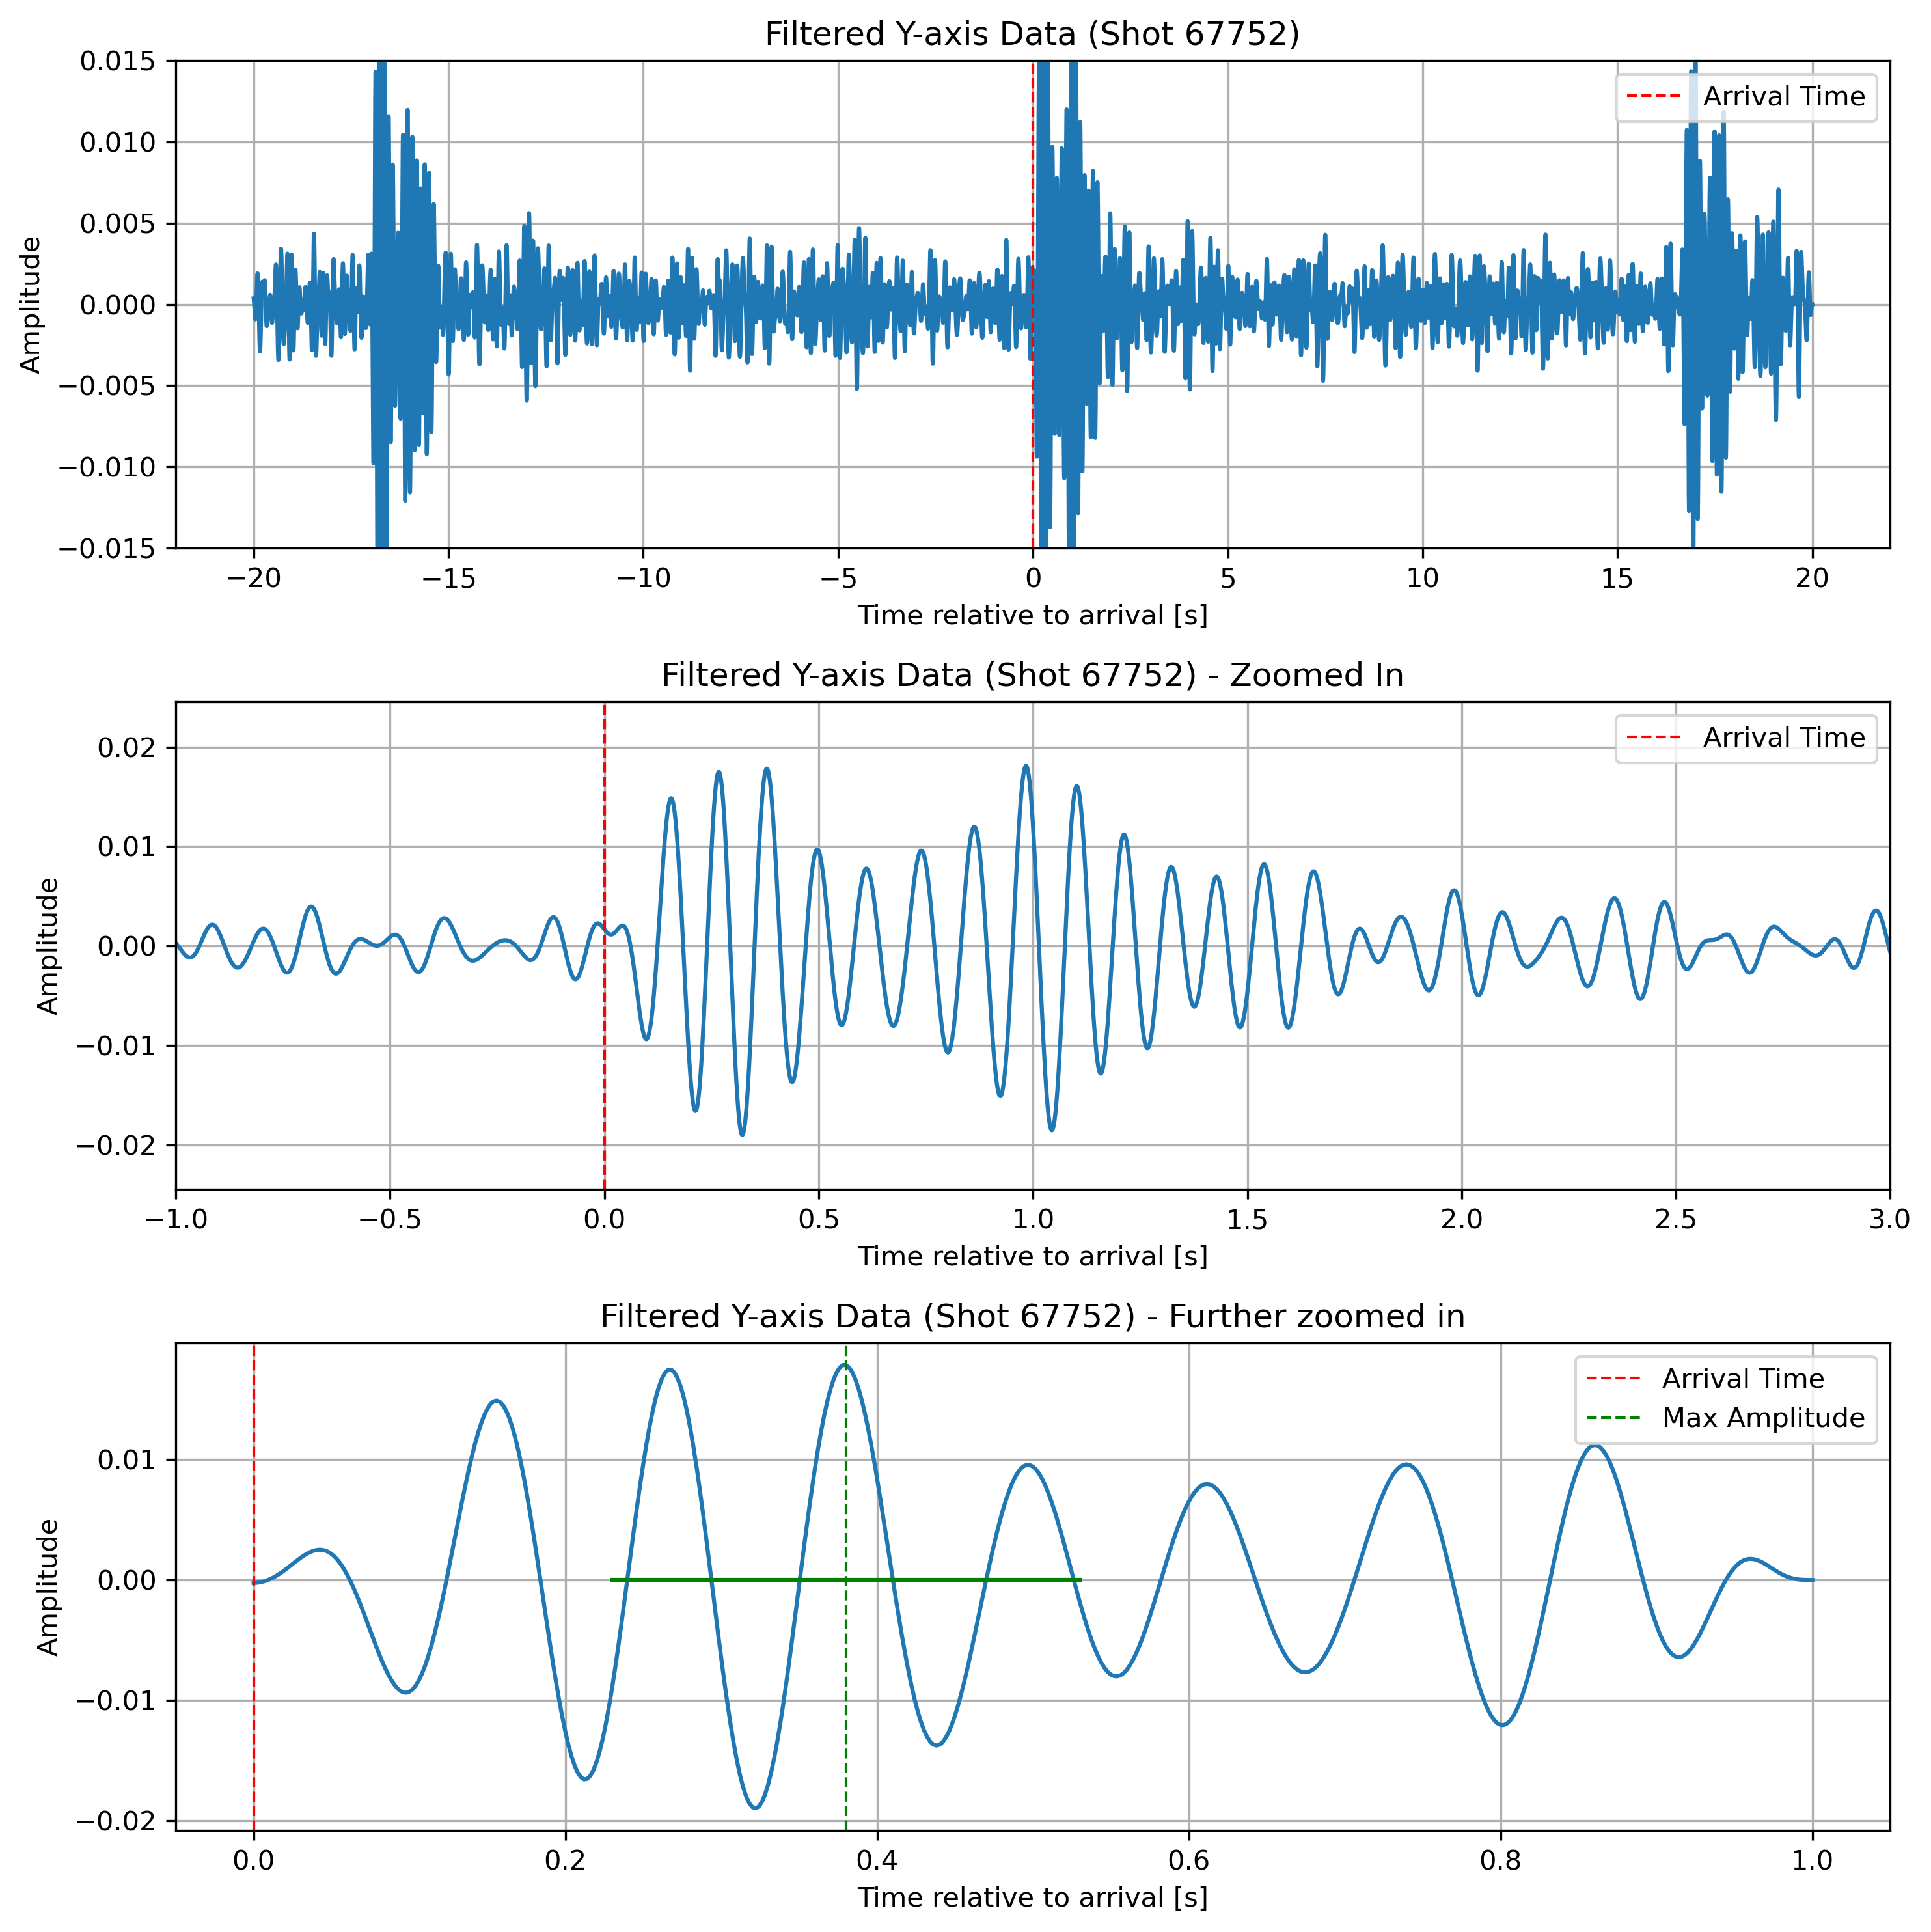 Filtered Y-axis Data (Shot 67752)
0.015
0.010
0.005
0.000
−0.005
−0.010
−0.015
Amplitude
Arrival Time
−20 −15 −10 −5 0 5 10 15 20
Time relative to arrival [s]
Filtered Y-axis Data (Shot 67752) - Zoomed In
0.02
0.01
0.00
−0.01
−0.02
Amplitude
Arrival Time
−1.0 −0.5 0.0 0.5 1.0 1.5 2.0 2.5 3.0
Time relative to arrival [s]
Filtered Y-axis Data (Shot 67752) - Further zoomed in
0.01
0.00
−0.01
−0.02
Amplitude
Arrival Time
Max Amplitude
0.0 0.2 0.4 0.6 0.8 1.0
Time relative to arrival [s]